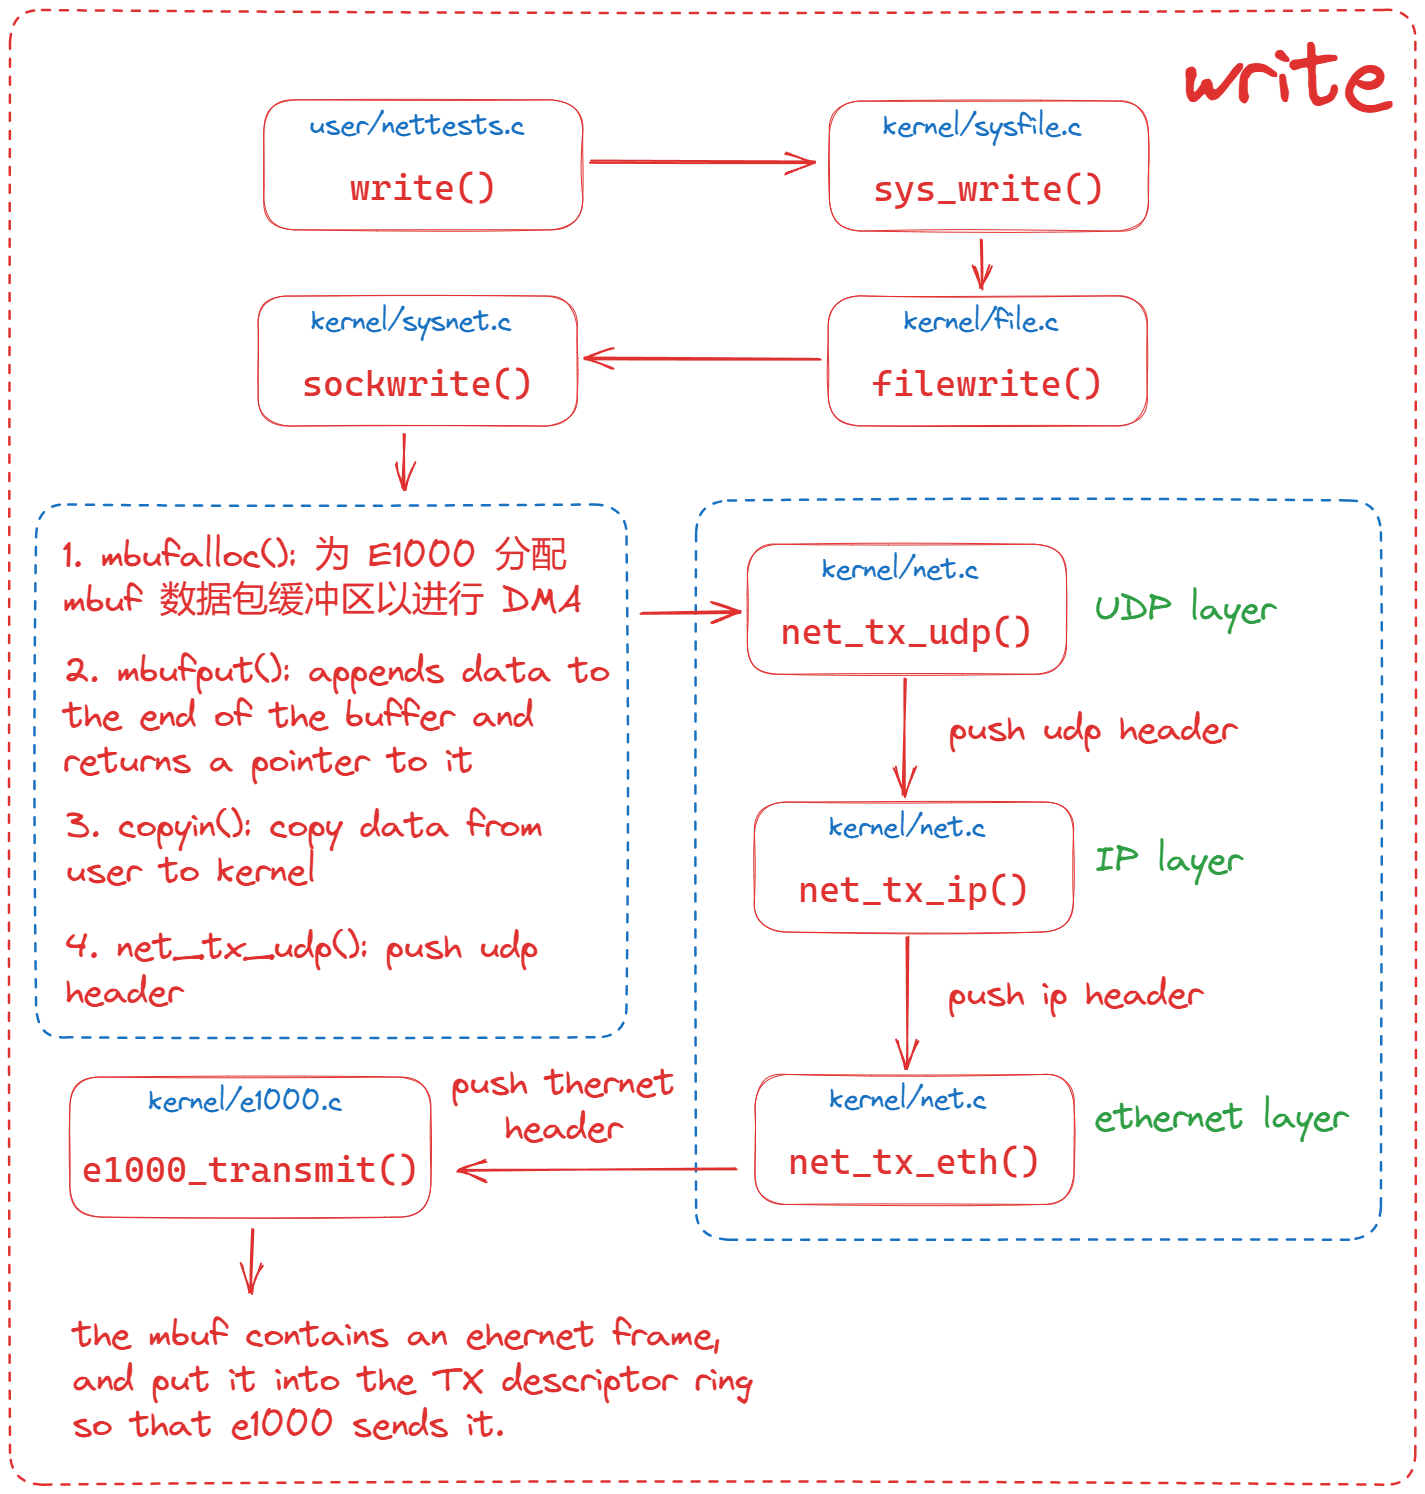 write
user/nettests.c
write()
kernel/sysfile.c
sys_write()
kernel/sysnet.c
sockwrite()
kernel/file.c
filewrite()
1. mbufalloc(): 为 E1000 分配
mbuf 数据包缓冲区以进行 DMA
2. mbufput(): appends data to
the end of the buffer and
returns a pointer to it
3. copyin(): copy data from
user to kernel
4. net_tx_udp(): push udp
header
kernel/net.c
net_tx_udp()
UDP layer
push udp header
kernel/net.c
net_tx_ip()
IP layer
push ip header
kernel/net.c
net_tx_eth()
ethernet layer
push thernet
header
kernel/e1000.c
e1000_transmit()
the mbuf contains an ehernet frame,
and put it into the TX descriptor ring
so that e1000 sends it.